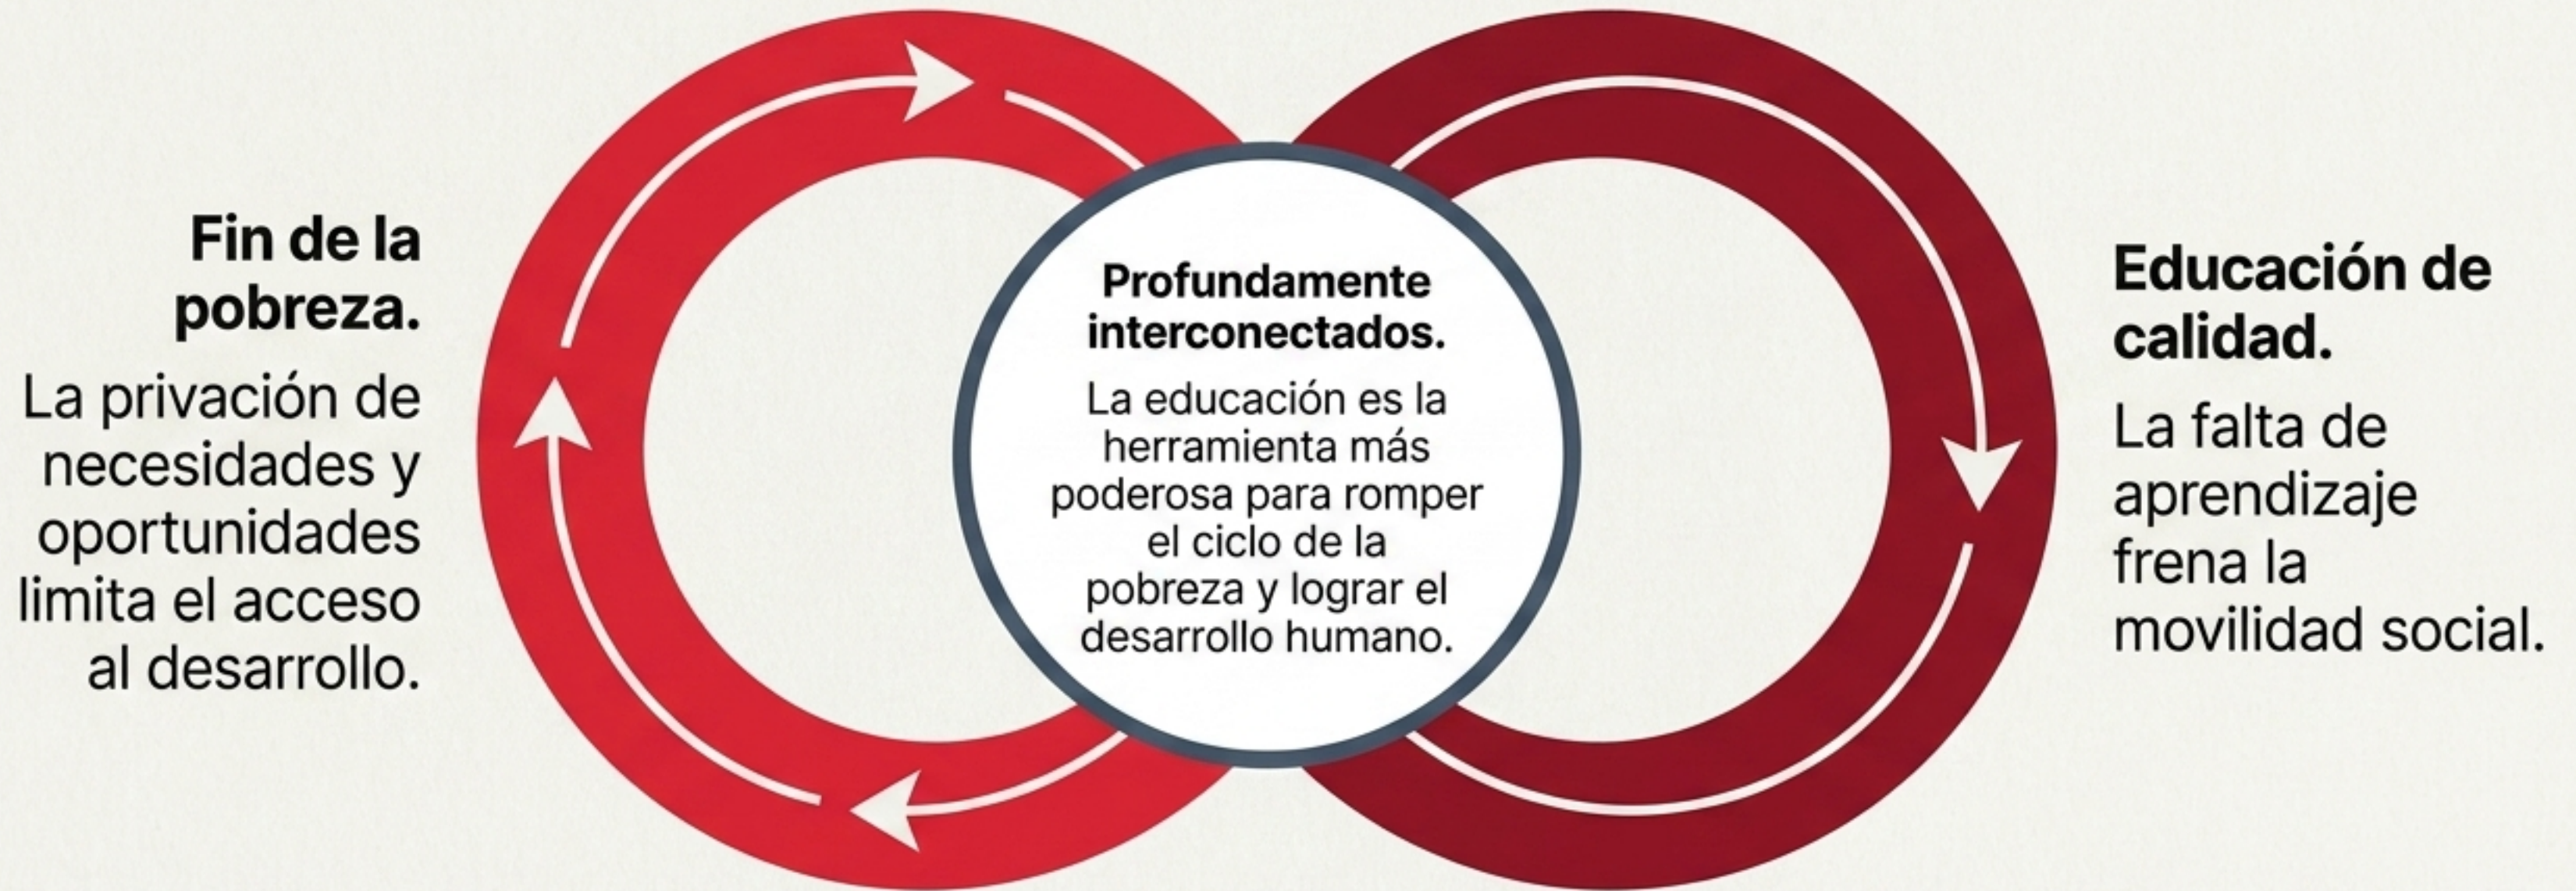 Fin de la
pobreza.
La privación de
necesidades y
oportunidades
limita el acceso
al desarrollo.
Profundamente
interconectados.
La educación es la
herramienta más
poderosa para romper
el ciclo de la
pobreza y lograr el
desarrollo humano.
Educación de
calidad.
La falta de
aprendizaje
frena la
movilidad social.